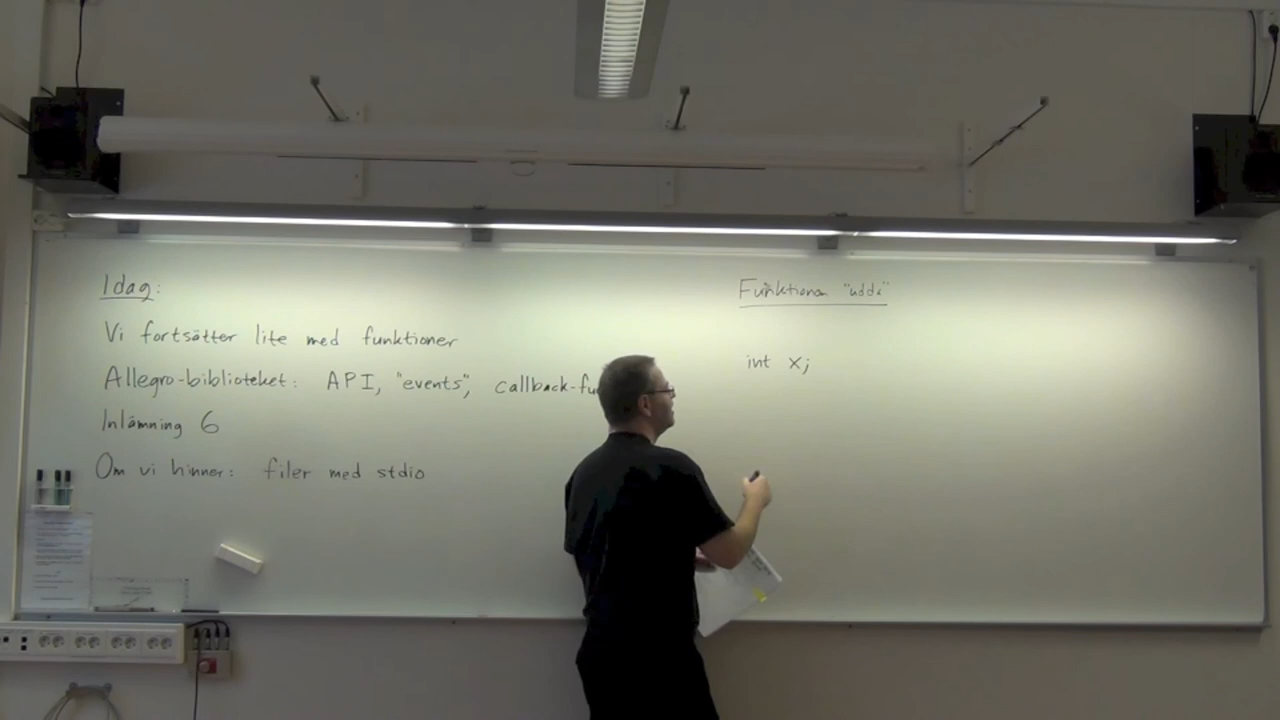 Idag:
Vi fortsätter lite med funktioner
Allegro-biblioteket: API, "events", callback-fu
Inlämning 6
Om vi hinner: filer med stdio
Funktionen "udda"
int x;